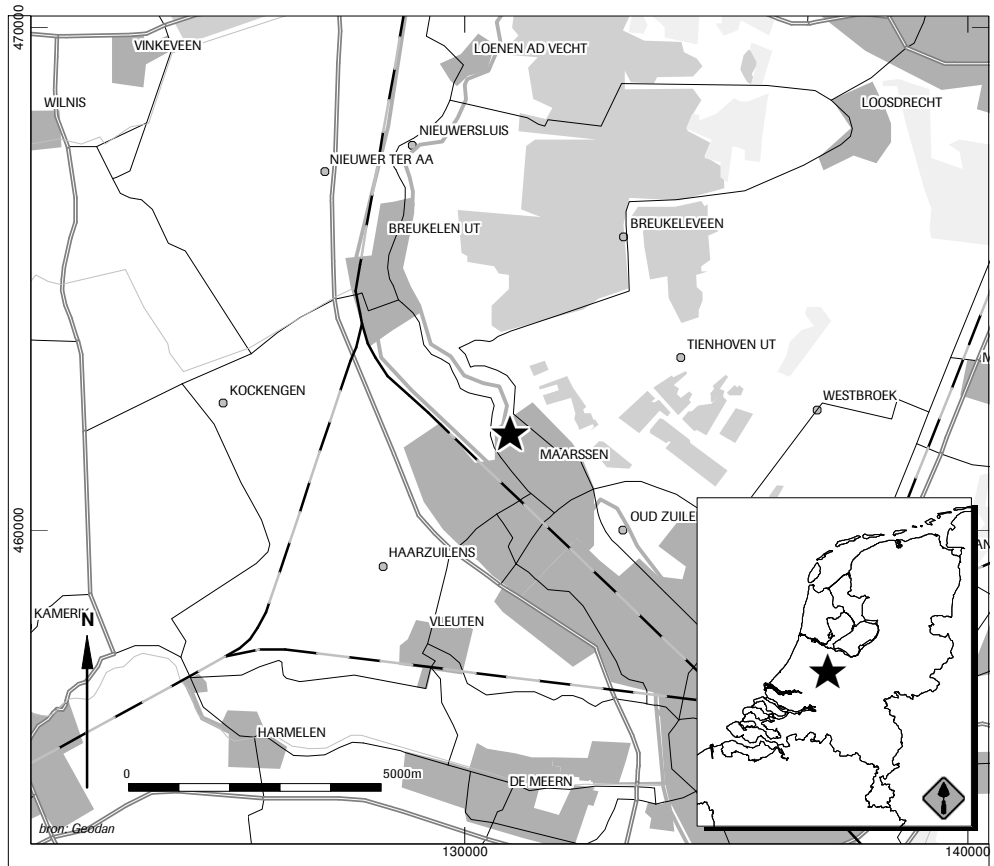 470000
VINKEVEEN
LOENEN AD VECHT
WILNIS
LOOSDRECHT
NIEUWERSLUIS
NIEUWER TER AA
BREUKELEN UT
BREUKELEVEEN
TIENHOVEN UT
KOCKENGEN
WESTBROEK
MAARSSEN
460000
OUD ZUILE
HAARZUILENS
KAMERIK
N
VLEUTEN
HARMELEN
0
5000m
DE MEERN
bron: Geodan
130000
140000